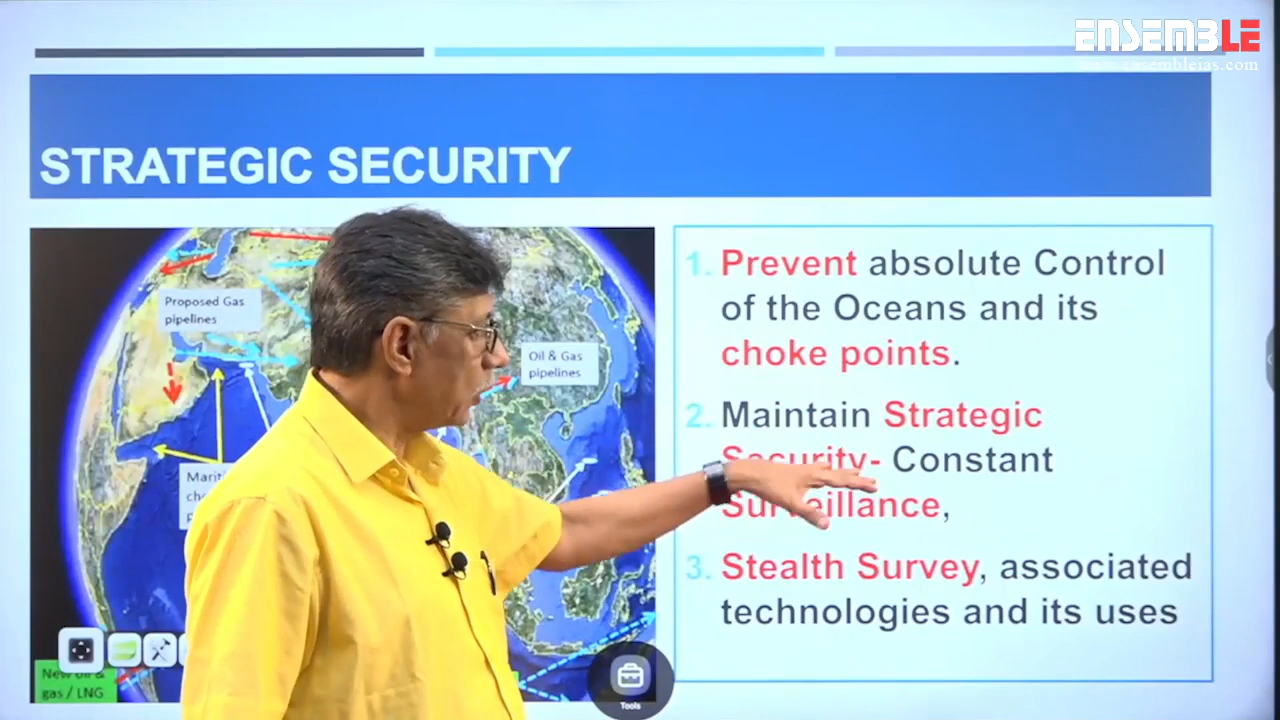 ENSEMBLE
www.ensembleias.com
STRATEGIC SECURITY
Proposed Gas
pipelines
Oil & Gas
pipelines
New oil &
gas / LNG
1. Prevent absolute Control
of the Oceans and its
choke points.
2. Maintain Strategic
Security- Constant
Surveillance,
3. Stealth Survey, associated
technologies and its uses
Tools